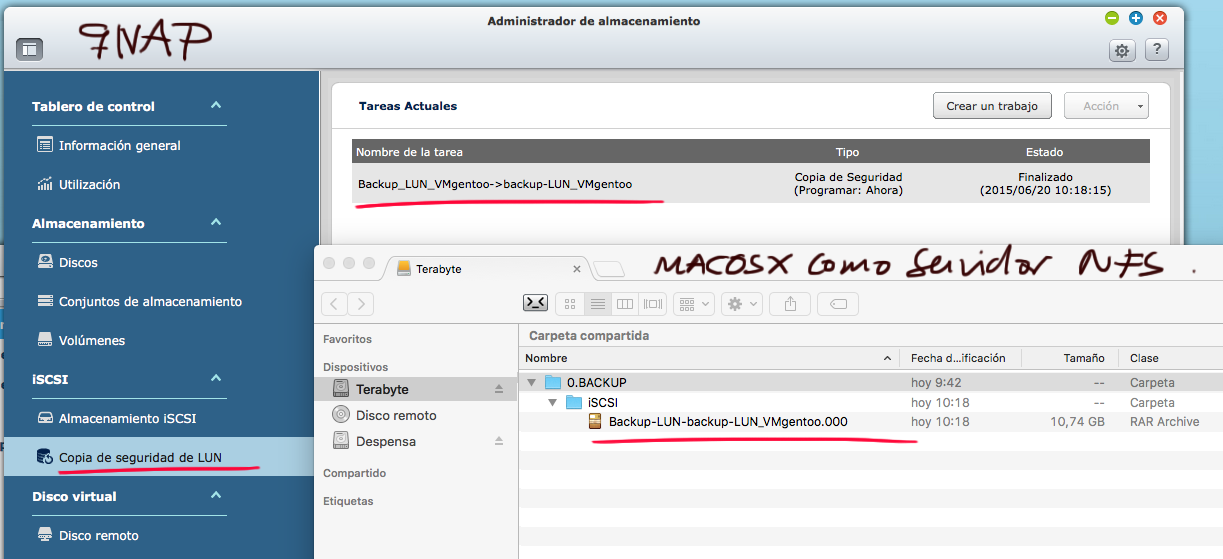 Administrador de almacenamiento
QNAP
?
Tablero de control
Información general
Utilización
Almacenamiento
Discos
Conjuntos de almacenamiento
Volúmenes
iSCSI
Almacenamiento iSCSI
Copia de seguridad de LUN
Disco virtual
Disco remoto
Tareas Actuales
Crear un trabajo
Acción
Nombre de la tarea Tipo Estado
Backup_LUN_VMgentoo->backup-LUN_VMgentoo Copia de Seguridad Finalizado
(Programar: Ahora) (2015/06/20 10:18:15)
Terabyte
MACOSX como Servidor NFS.
Favoritos
Dispositivos
Terabyte
Disco remoto
Despensa
Compartido
Etiquetas
Carpeta compartida
Nombre Fecha d...ificación Tamaño Clase
0.BACKUP hoy 9:42 -- Carpeta
iSCSI hoy 10:18 -- Carpeta
Backup-LUN-backup-LUN_VMgentoo.000 hoy 10:18 10,74 GB RAR Archive